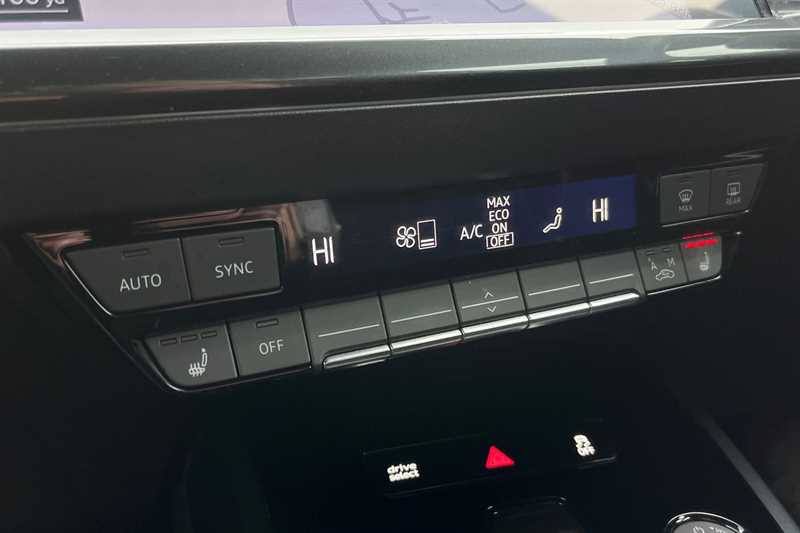 AUTO
SYNC
HI
A/C
MAX
ECO
ON
OFF
HI
MAX
REAR
A M
OFF
drive
select
OFF